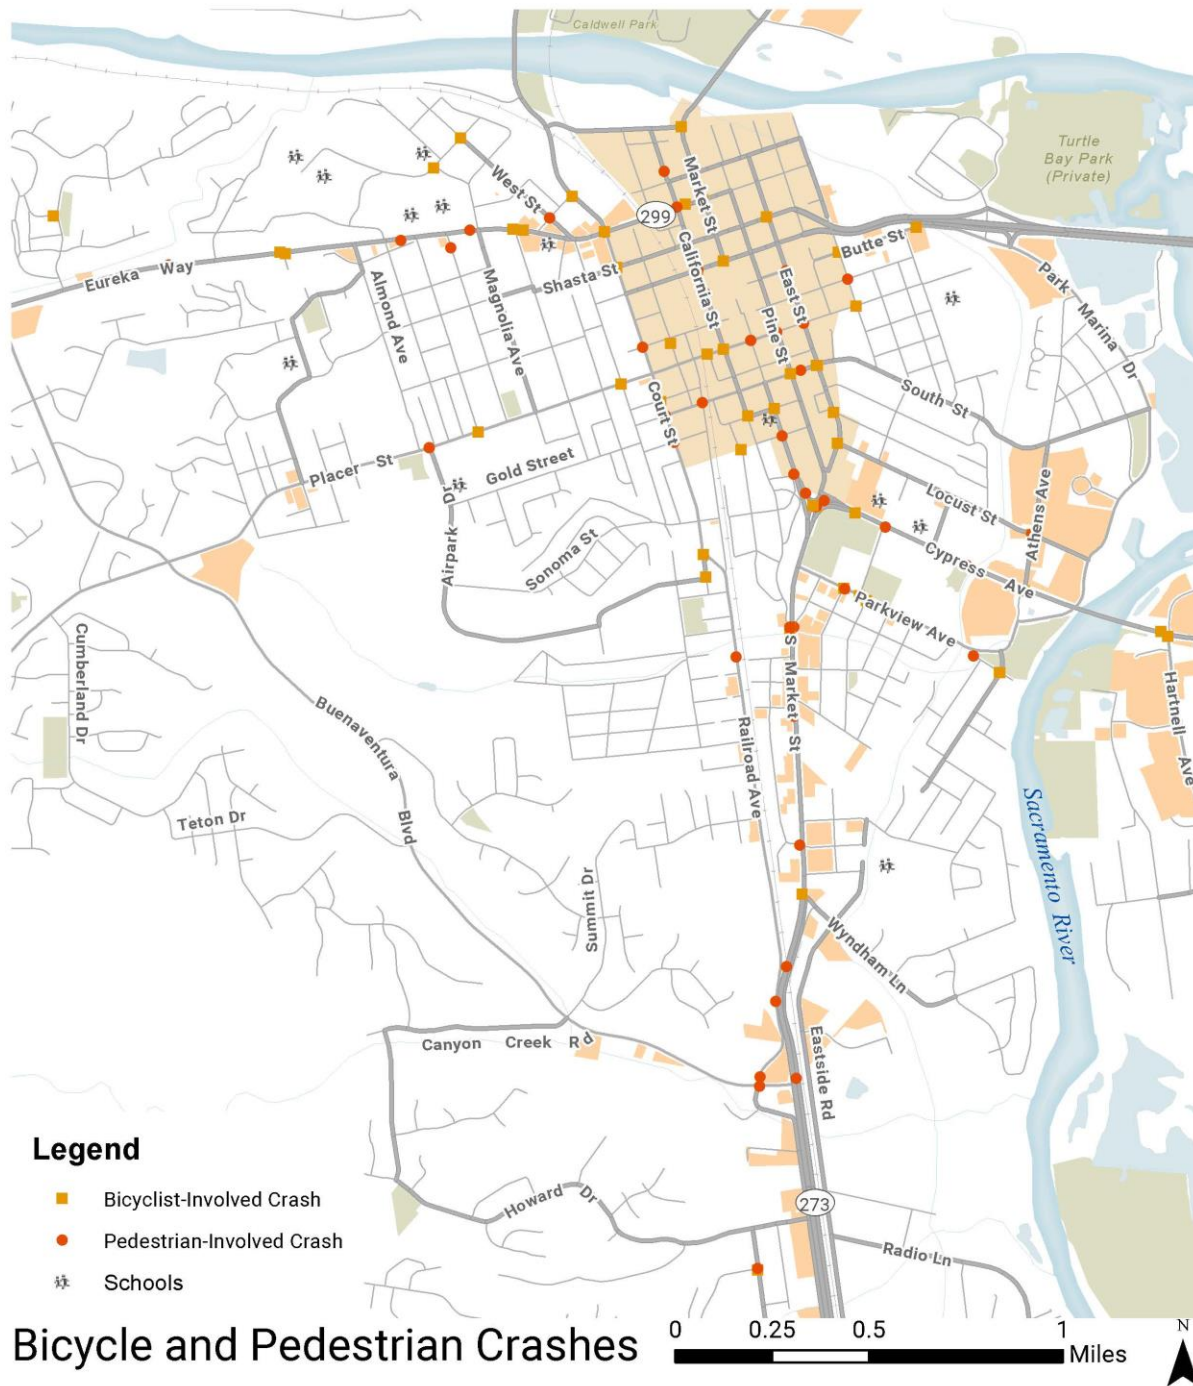 Caldwell Park
Turtle
Bay Park
(Private)
West St
Market St
299
Butte St
Eureka Way
Shasta St
California St
East St
Pine St
Park Marina Dr
Almond Ave
Magnolia Ave
South St
Court St
Placer St
Gold Street
Locust St
Athens Ave
Airpark Dr
Sonoma St
Cypress Ave
Parkview Ave
Cumberland Dr
S Market St
Hartnell Ave
Buenaventura Blvd
Railroad Ave
Teton Dr
Sacramento River
Summit Dr
Wyndham Ln
Canyon Creek Rd
Eastside Rd
Howard Dr
273
Radio Ln
Legend
Bicyclist-Involved Crash
Pedestrian-Involved Crash
Schools
Bicycle and Pedestrian Crashes
0 0.25 0.5 1
Miles
N